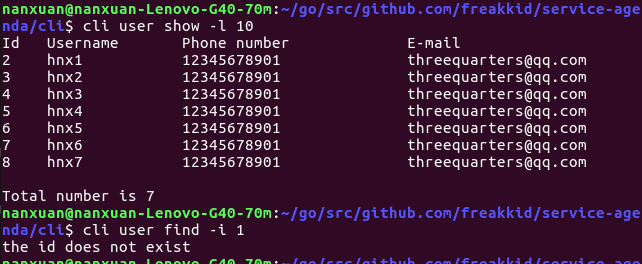 nanxuan@nanxuan-Lenovo-G40-70m:~/go/src/github.com/freakkid/service-age
nda/cli$ cli user show -l 10
Id   Username       Phone number             E-mail
2    hnx1           12345678901              threequarters@qq.com
3    hnx2           12345678901              threequarters@qq.com
4    hnx3           12345678901              threequarters@qq.com
5    hnx4           12345678901              threequarters@qq.com
6    hnx5           12345678901              threequarters@qq.com
7    hnx6           12345678901              threequarters@qq.com
8    hnx7           12345678901              threequarters@qq.com
Total number is 7
nanxuan@nanxuan-Lenovo-G40-70m:~/go/src/github.com/freakkid/service-age
nda/cli$ cli user find -i 1
the id does not exist
nanxuan@nanxuan-Lenovo-G40-70m:~/go/src/github.com/freakkid/service-age